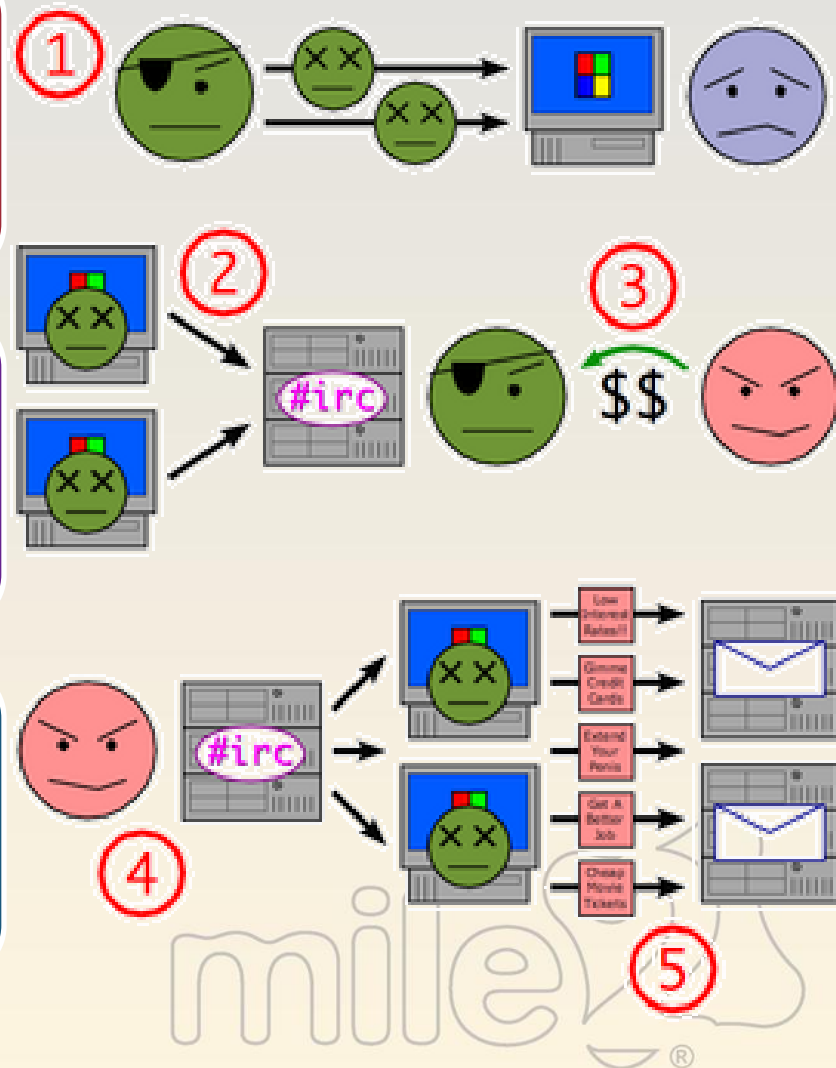 1
2
3
#irc
$$
#irc
Low
Interest
Rates!!
Gimme
Credit
Cards
Extend
Your
Penis
Get A
Better
Job
Cheap
Movie
Tickets
4
5
mile2
®